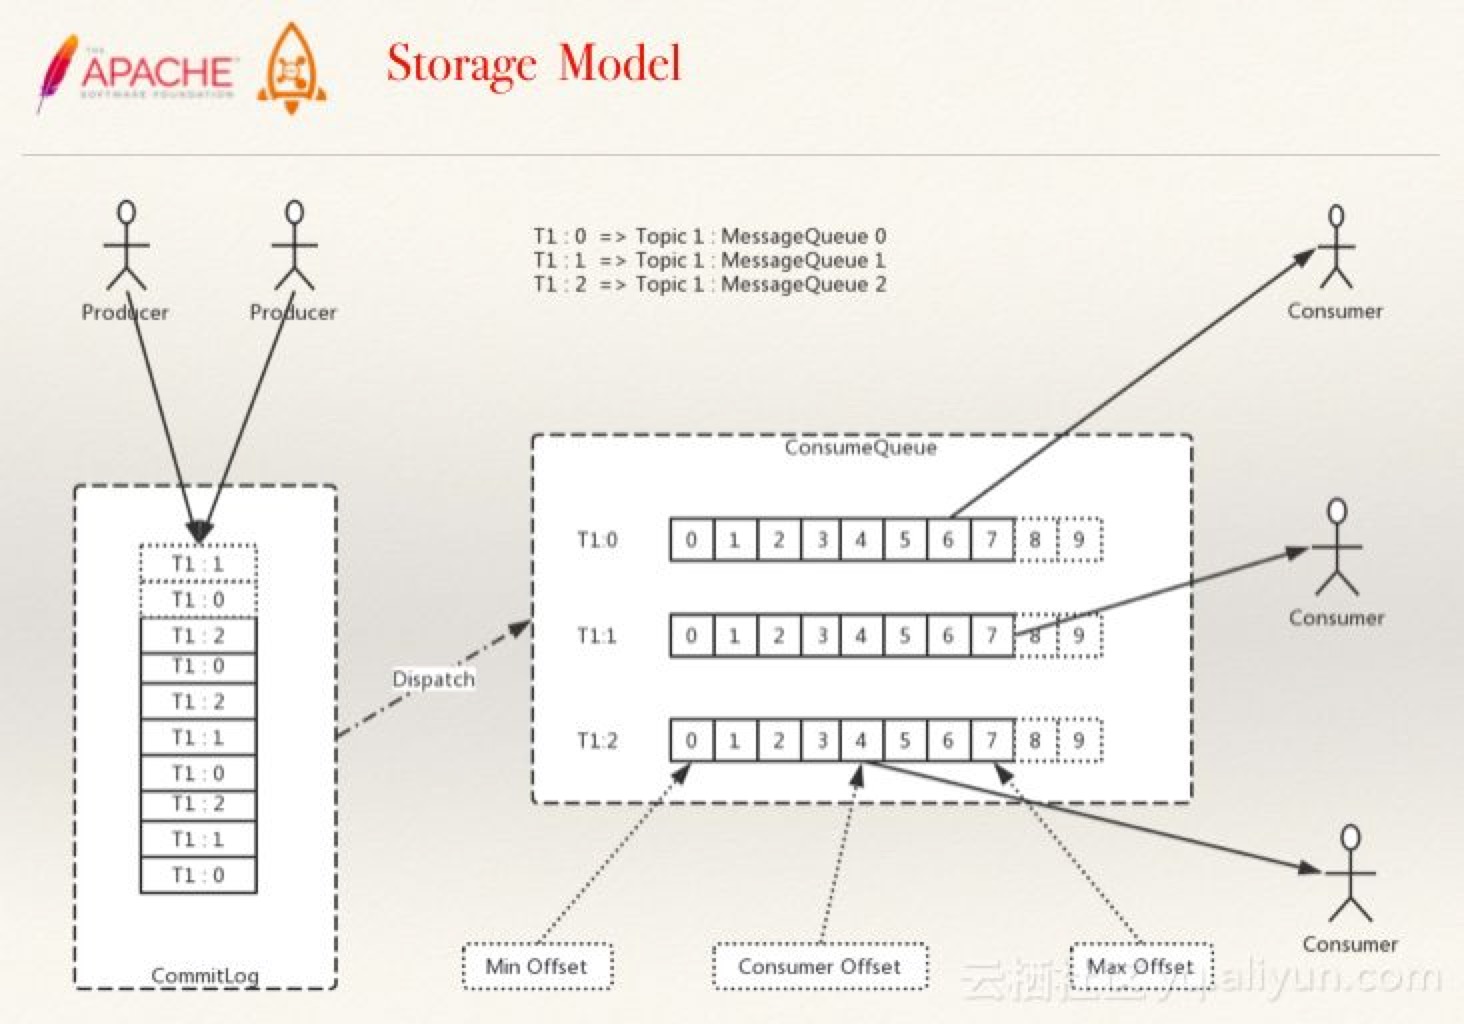 THE
APACHE
SOFTWARE FOUNDATION
Storage Model
T1 : 0 => Topic 1 : MessageQueue 0
T1 : 1 => Topic 1 : MessageQueue 1
T1 : 2 => Topic 1 : MessageQueue 2
Producer
Producer
Consumer
ConsumeQueue
T1:0 0 1 2 3 4 5 6 7 8 9
T1:1 0 1 2 3 4 5 6 7 8 9
T1:2 0 1 2 3 4 5 6 7 8 9
Consumer
Consumer
T1 : 1
T1 : 0
T1 : 2
T1 : 0
T1 : 2
T1 : 1
T1 : 0
T1 : 2
T1 : 1
T1 : 0
CommitLog
Dispatch
Min Offset
Consumer Offset
Max Offset
云栖社区 yq.aliyun.com